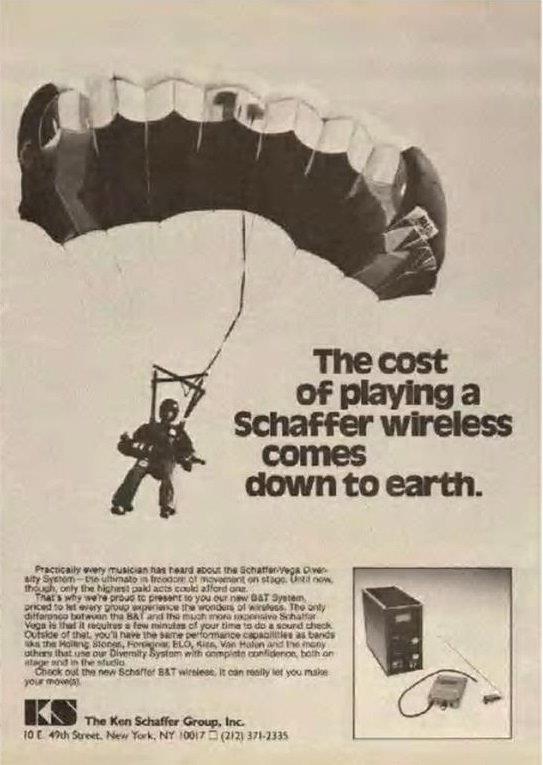 The cost
of playing a
Schaffer wireless
comes
down to earth.
Practically every musician has heard about the Schaffer-Vega Diver-
sity System—the ultimate in freedom of movement on stage. Until now,
though, only the highest paid acts could afford one.
That's why we're proud to present to you our new B&T System,
priced to let every group experience the wonders of wireless. The only
difference between the B&T and the much more expensive Schaffer
Vega is that it requires a few minutes of your time to do a sound check.
Outside of that, you'll have the same performance capabilities as bands
like the Rolling Stones, Foreigner, ELO, Kiss, Van Halen and the many
others that use our Diversity System with complete confidence, both on
stage and in the studio.
Check out the new Schaffer B&T wireless. It can really let you make
your move(s).
KS The Ken Schaffer Group, Inc.
10 E. 49th Street, New York, NY 10017 □ (212) 371-2335